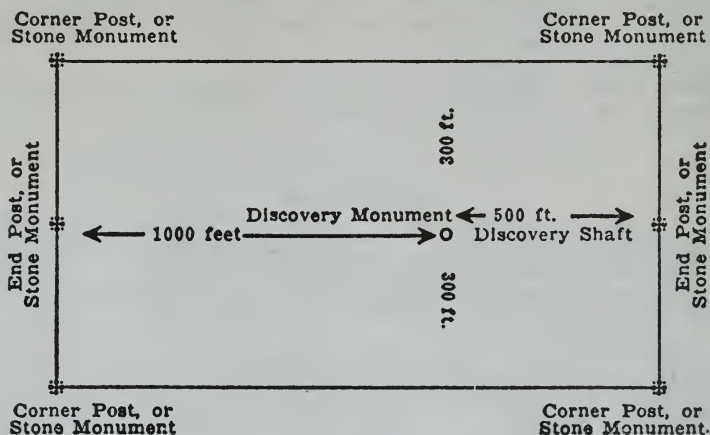 Corner Post, or
Stone Monument
Corner Post, or
Stone Monument
300 ft.
End Post, or
Stone Monument
Discovery Monument
500 ft.
1000 feet
Discovery Shaft
End Post, or
Stone Monument
300 ft.
Corner Post, or
Stone Monument
Corner Post, or
Stone Monument.